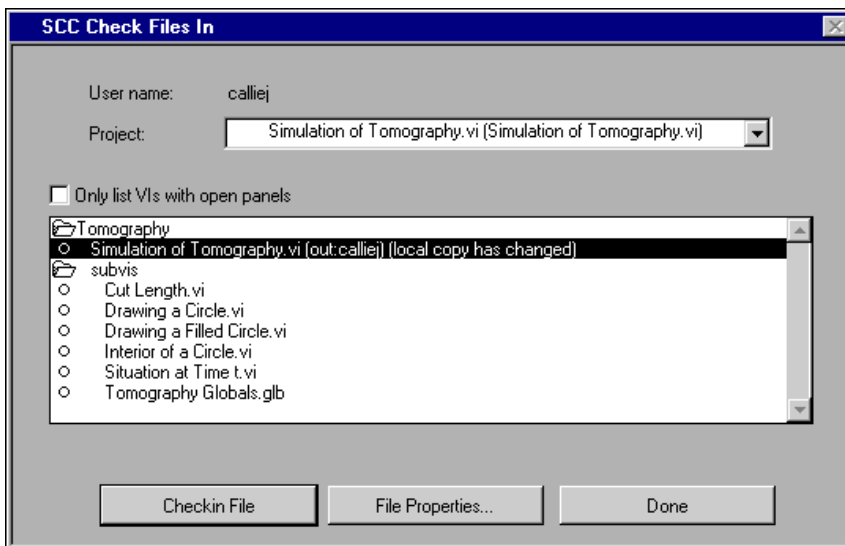 SCC Check Files In
User name: calliej
Project: Simulation of Tomography.vi (Simulation of Tomography.vi)
Only list VIs with open panels
Tomography
Simulation of Tomography.vi (out:calliej) (local copy has changed)
subvis
Cut Length.vi
Drawing a Circle.vi
Drawing a Filled Circle.vi
Interior of a Circle.vi
Situation at Time t.vi
Tomography Globals.glb
Checkin File File Properties... Done